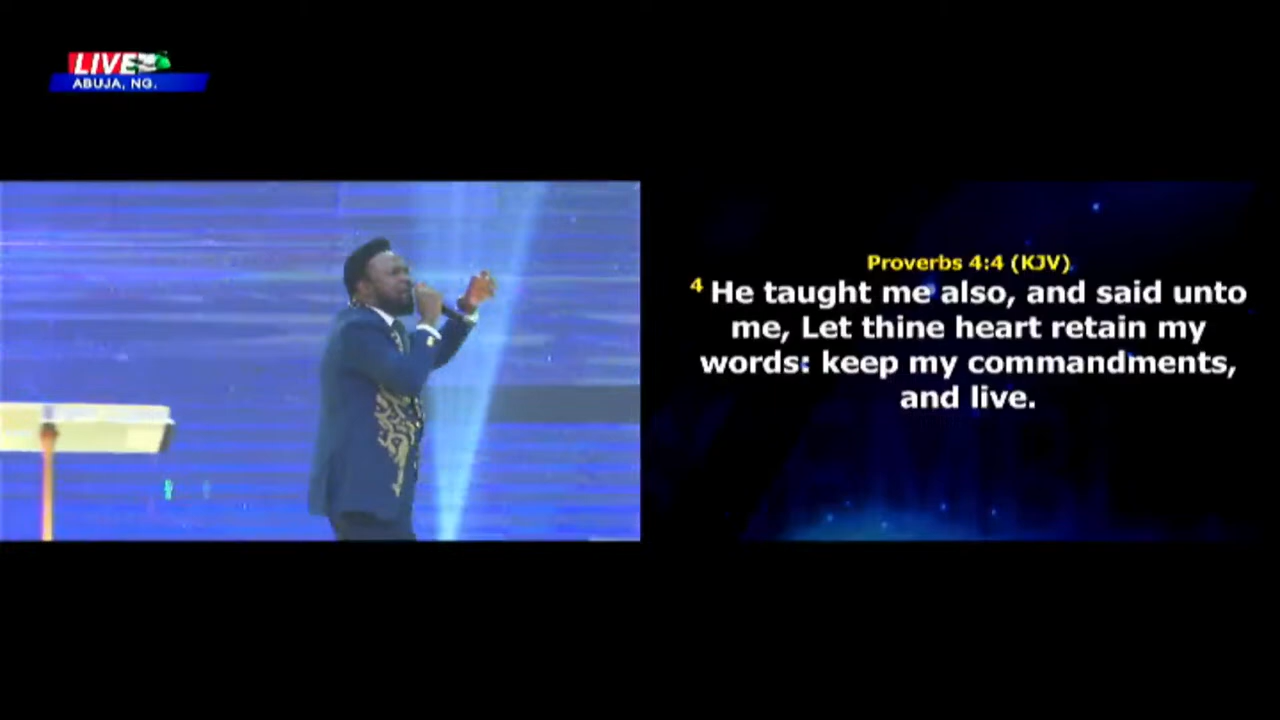 LIVE
ABUJA, NG.
Proverbs 4:4 (KJV)
4 He taught me also, and said unto
me, Let thine heart retain my
words: keep my commandments,
and live.